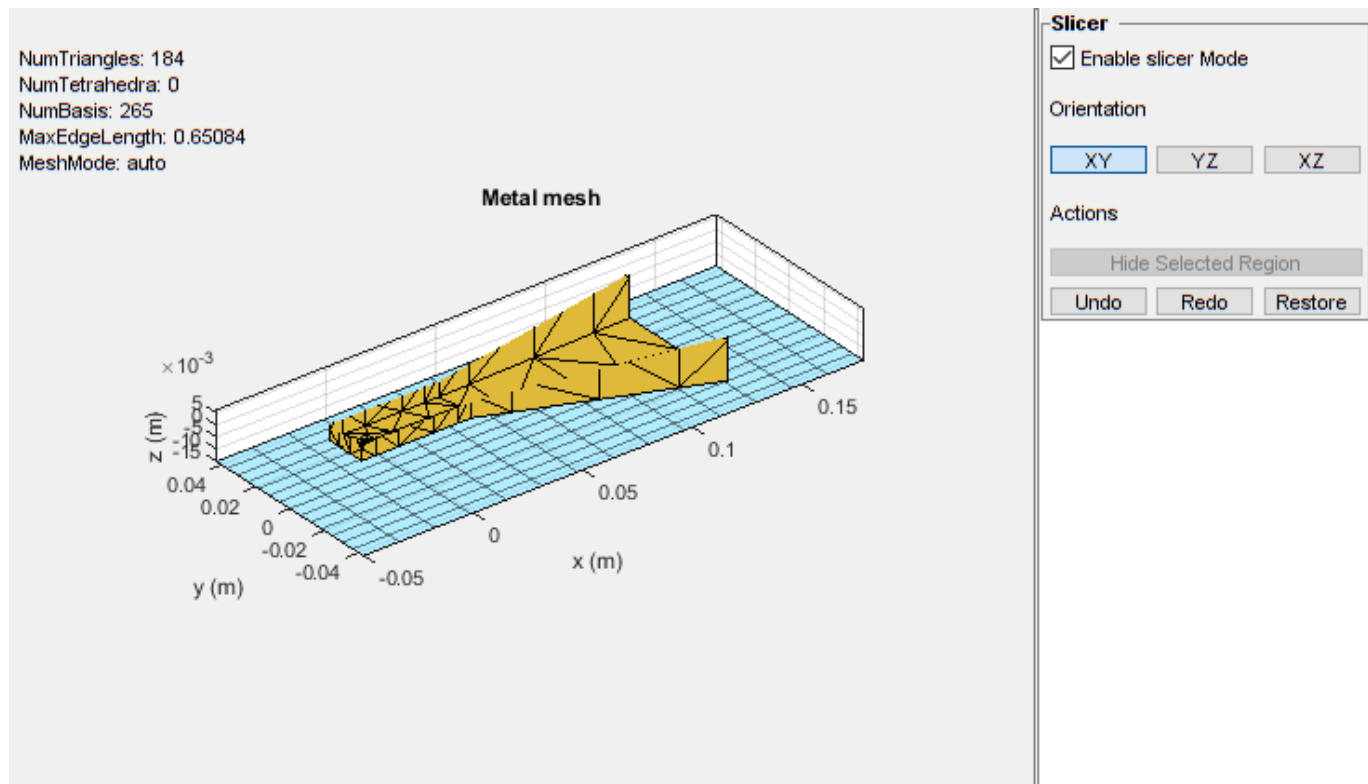 NumTriangles: 184
NumTetrahedra: 0
NumBasis: 265
MaxEdgeLength: 0.65084
MeshMode: auto
Metal mesh
×10⁻³
5
0
-5
-10
-15
z (m)
0.04
0.02
0
-0.02
-0.04
y (m)
-0.05
0
0.05
0.1
0.15
x (m)
Slicer
Enable slicer Mode
Orientation
XY YZ XZ
Actions
Hide Selected Region
Undo Redo Restore